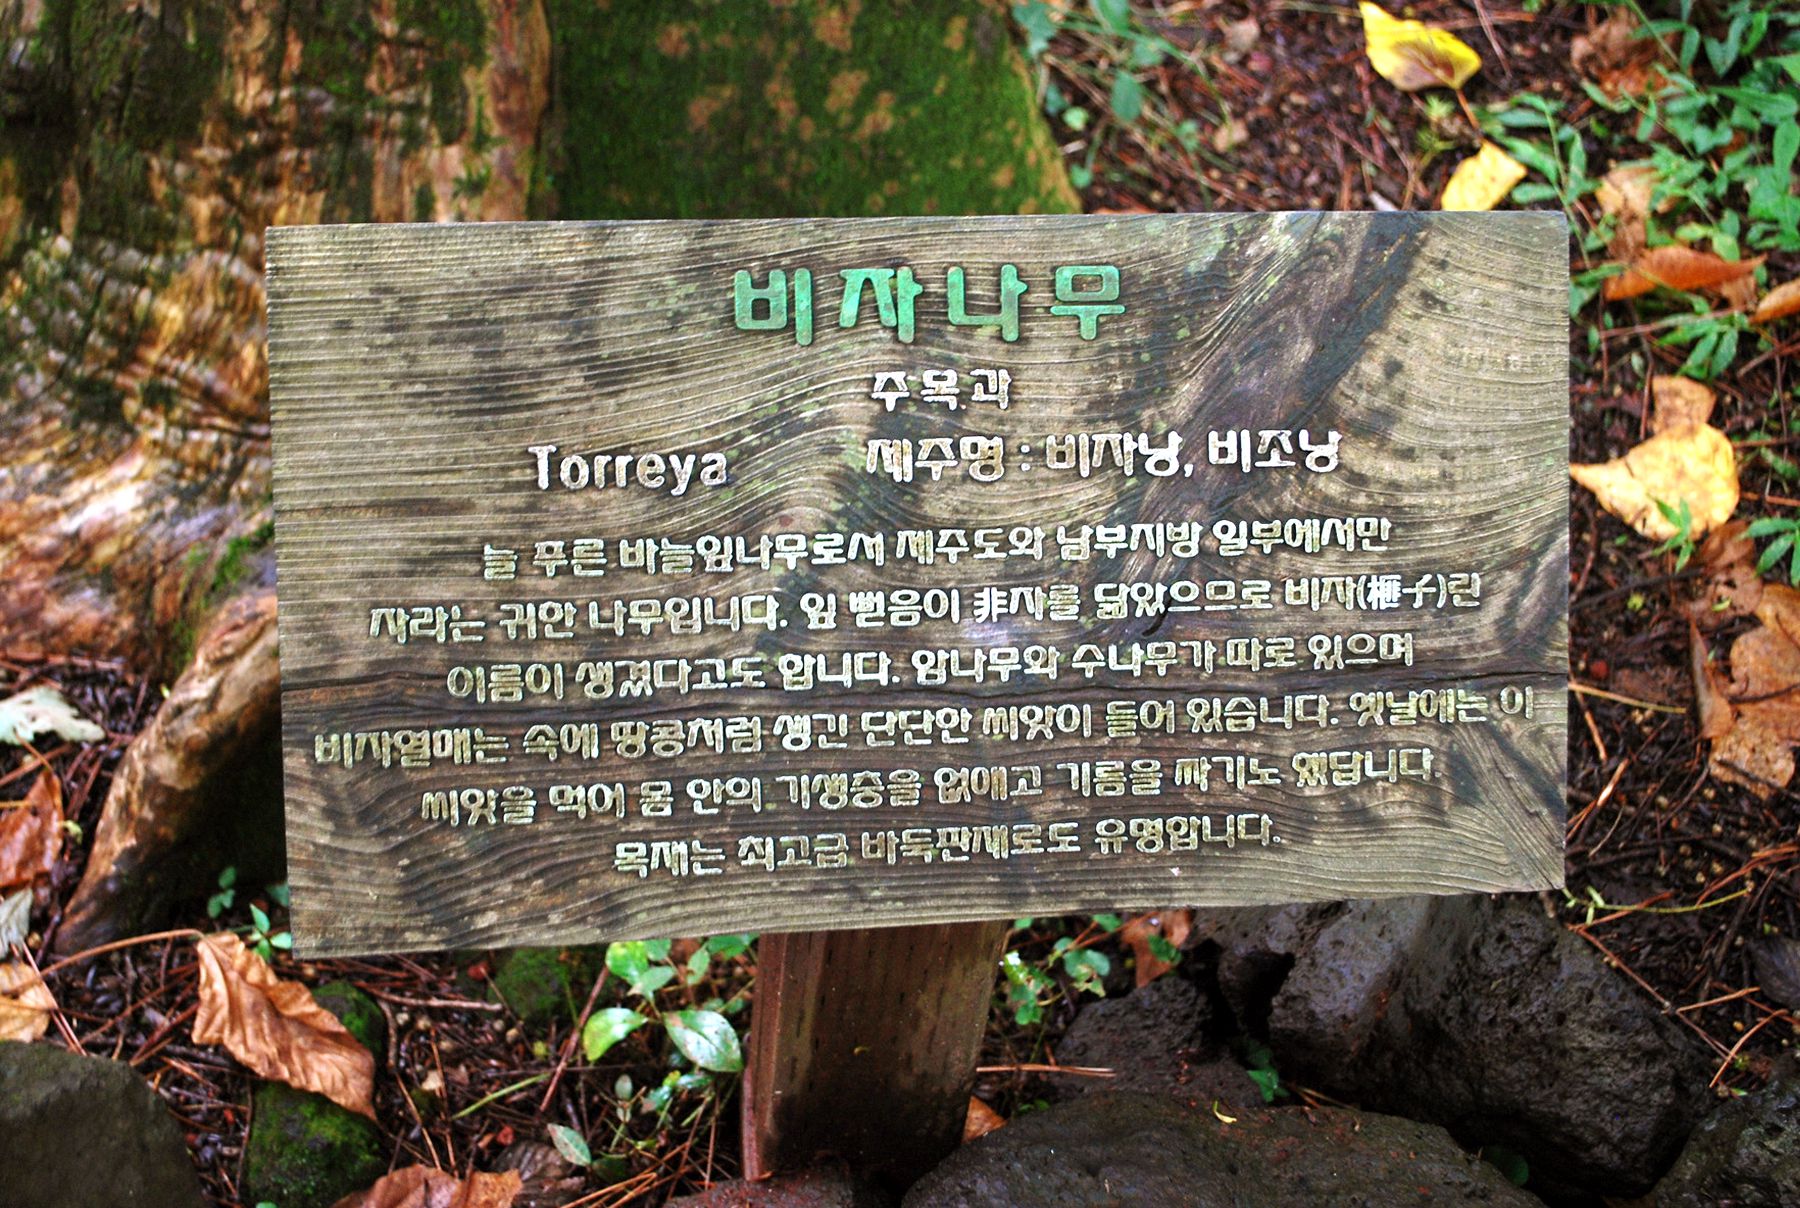 비자나무
주목과
Torreya 제주명 : 비자낭, 비조낭
늘 푸른 바늘잎나무로서 제주도와 남부지방 일부에서만
자라는 귀한 나무입니다. 잎 뻗음이 非자를 닮았으므로 비자(榧子)란
이름이 생겼다고도 합니다. 암나무와 수나무가 따로 있으며
비자열매는 속에 땅콩처럼 생긴 단단한 씨앗이 들어 있습니다. 옛날에는 이
씨앗을 먹어 몸 안의 기생충을 없애고 기름을 짜기도 했답니다.
목재는 최고급 바둑판재로도 유명합니다.